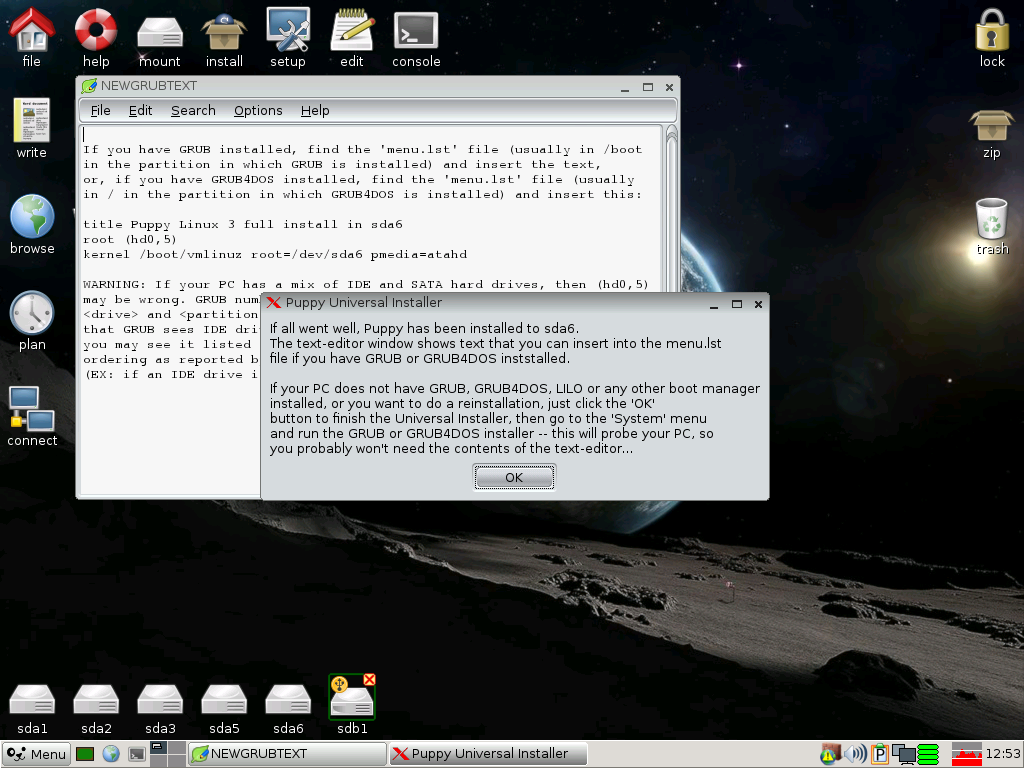 file
help
mount
install
setup
edit
console
lock
write
browse
plan
connect
zip
trash
NEWGRUBTEXT
File Edit Search Options Help
If you have GRUB installed, find the 'menu.lst' file (usually in /boot
in the partition in which GRUB is installed) and insert the text,
or, if you have GRUB4DOS installed, find the 'menu.lst' file (usually
in / in the partition in which GRUB4DOS is installed) and insert this:
title Puppy Linux 3 full install in sda6
root (hd0,5)
kernel /boot/vmlinuz root=/dev/sda6 pmedia=atahd
WARNING: If your PC has a mix of IDE and SATA hard drives, then (hd0,5)
may be wrong. GRUB num
<drive> and <partition
that GRUB sees IDE dri
you may see it listed
ordering as reported b
(EX: if an IDE drive i
Puppy Universal Installer
If all went well, Puppy has been installed to sda6.
The text-editor window shows text that you can insert into the menu.lst
file if you have GRUB or GRUB4DOS inststalled.
If your PC does not have GRUB, GRUB4DOS, LILO or any other boot manager
installed, or you want to do a reinstallation, just click the 'OK'
button to finish the Universal Installer, then go to the 'System' menu
and run the GRUB or GRUB4DOS installer -- this will probe your PC, so
you probably won't need the contents of the text-editor...
OK
sda1
sda2
sda3
sda5
sda6
sdb1
Menu
NEWGRUBTEXT
Puppy Universal Installer
12:53